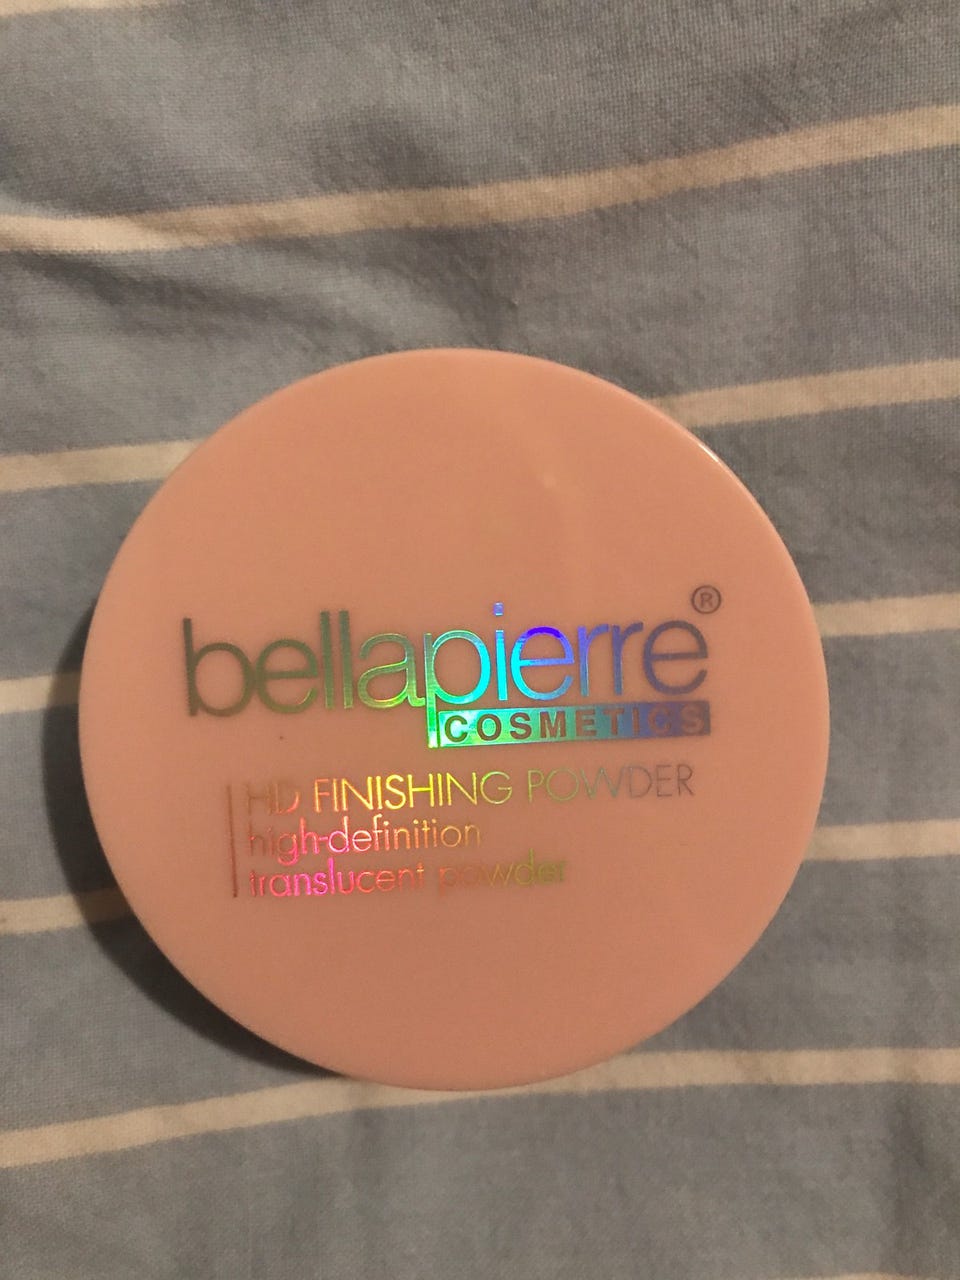 bellapierre®
COSMETICS
HD FINISHING POWDER
high-definition
translucent powder